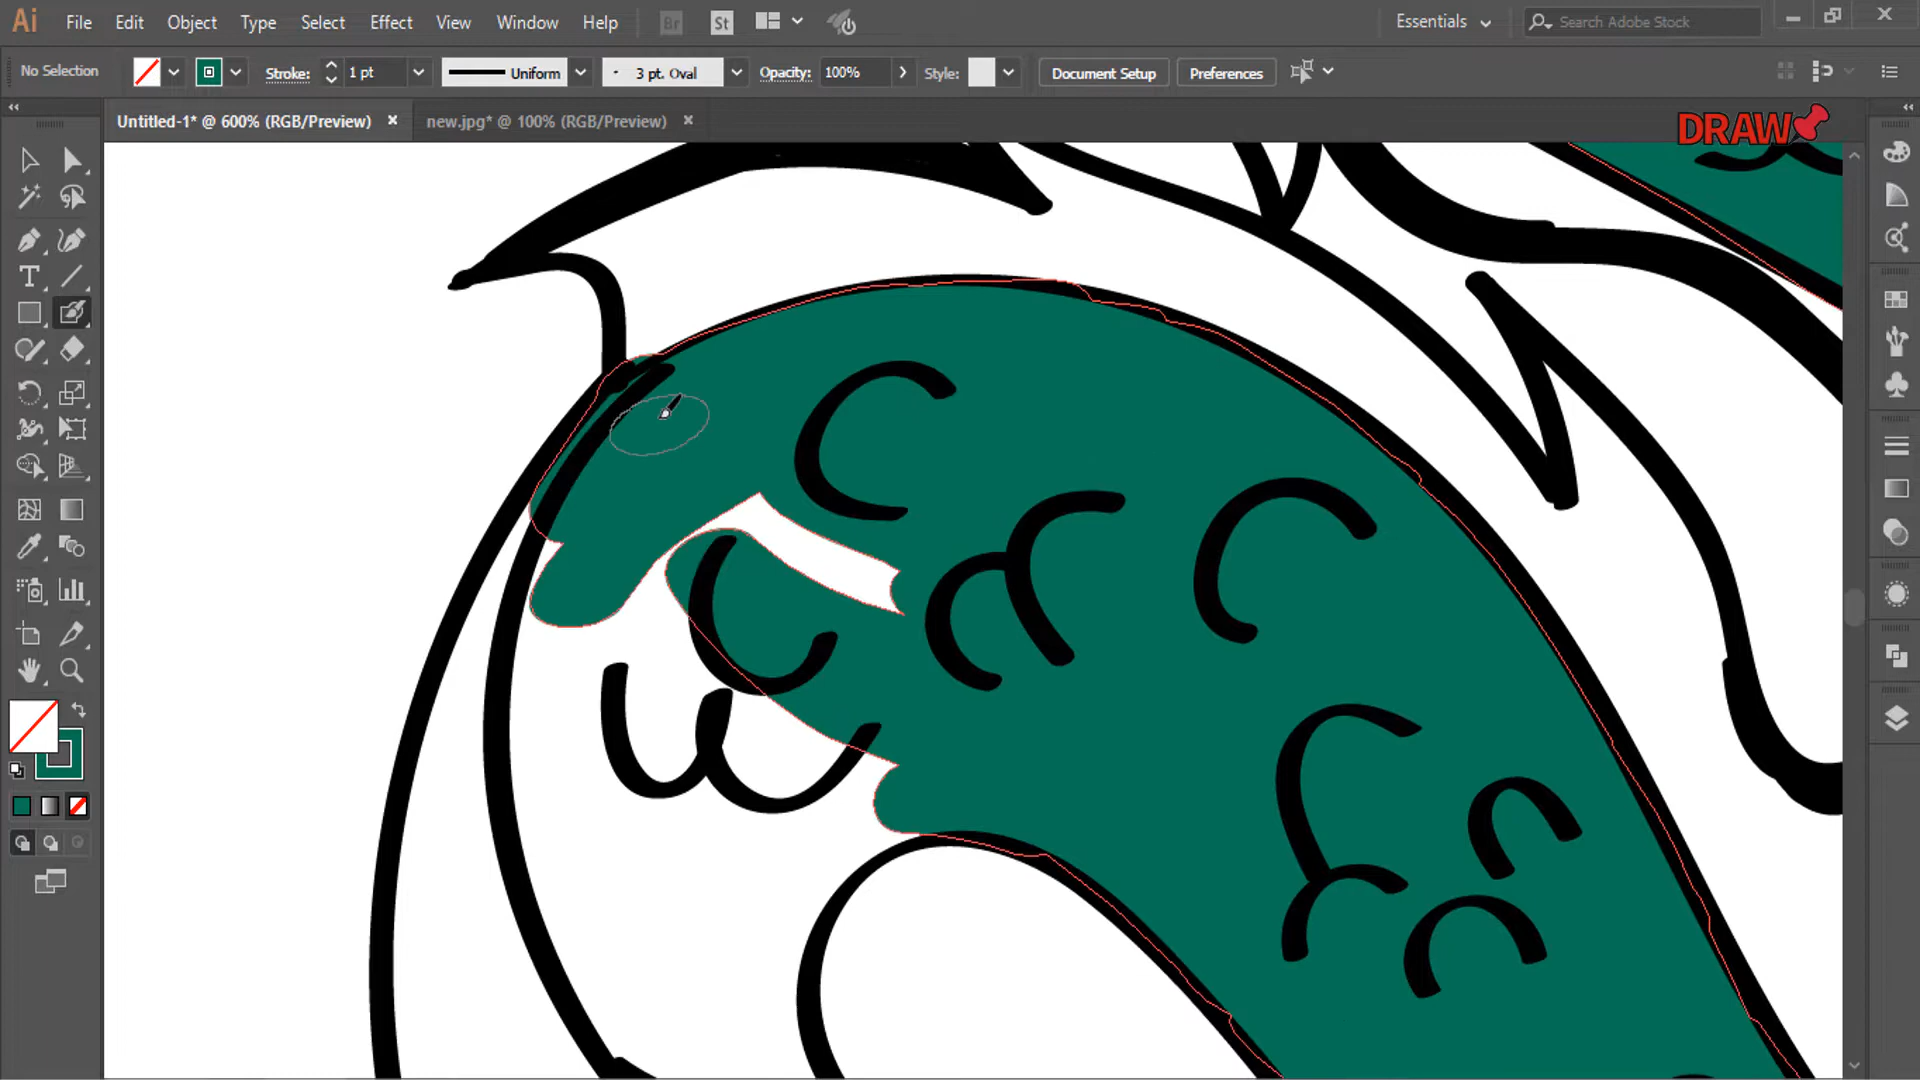 Ai File Edit Object Type Select Effect View Window Help Br St Essentials Search Adobe Stock
No Selection Stroke: 1 pt Uniform 3 pt. Oval Opacity: 100% Style: Document Setup Preferences
Untitled-1* @ 600% (RGB/Preview) × new.jpg* @ 100% (RGB/Preview) × DRAW
T